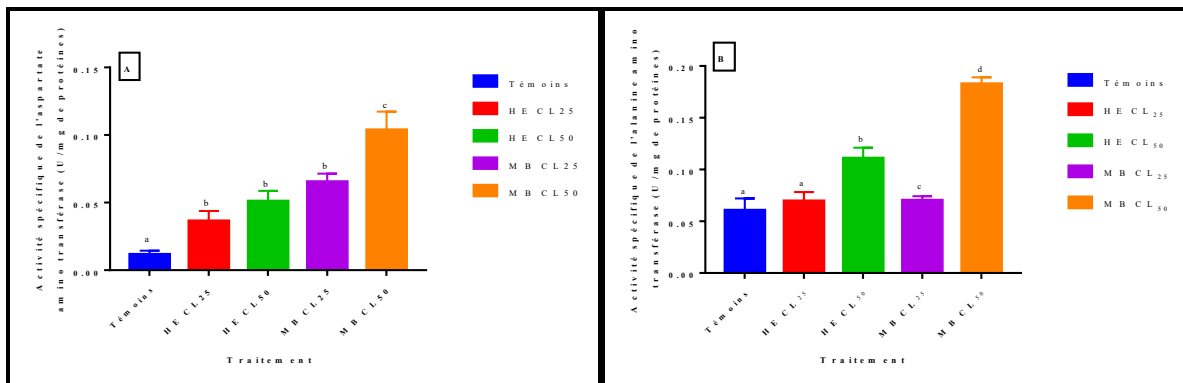 A
Activité spécifique de l'aspartate
amino transférase (U/mg de protéines)
0.15
0.10
0.05
0.00
a
b
b
b
c
Témoins
HE CL25
HE CL50
MB CL25
MB CL50
Traitement
Témoins
HE CL25
HE CL50
MB CL25
MB CL50
B
Activité spécifique de l'alanine amino
transférase (U/mg de protéines)
0.20
0.15
0.10
0.05
0.00
a
a
b
c
d
Témoins
HE CL25
HE CL50
MB CL25
MB CL50
Traitement
Témoins
HE CL25
HE CL50
MB CL25
MB CL50